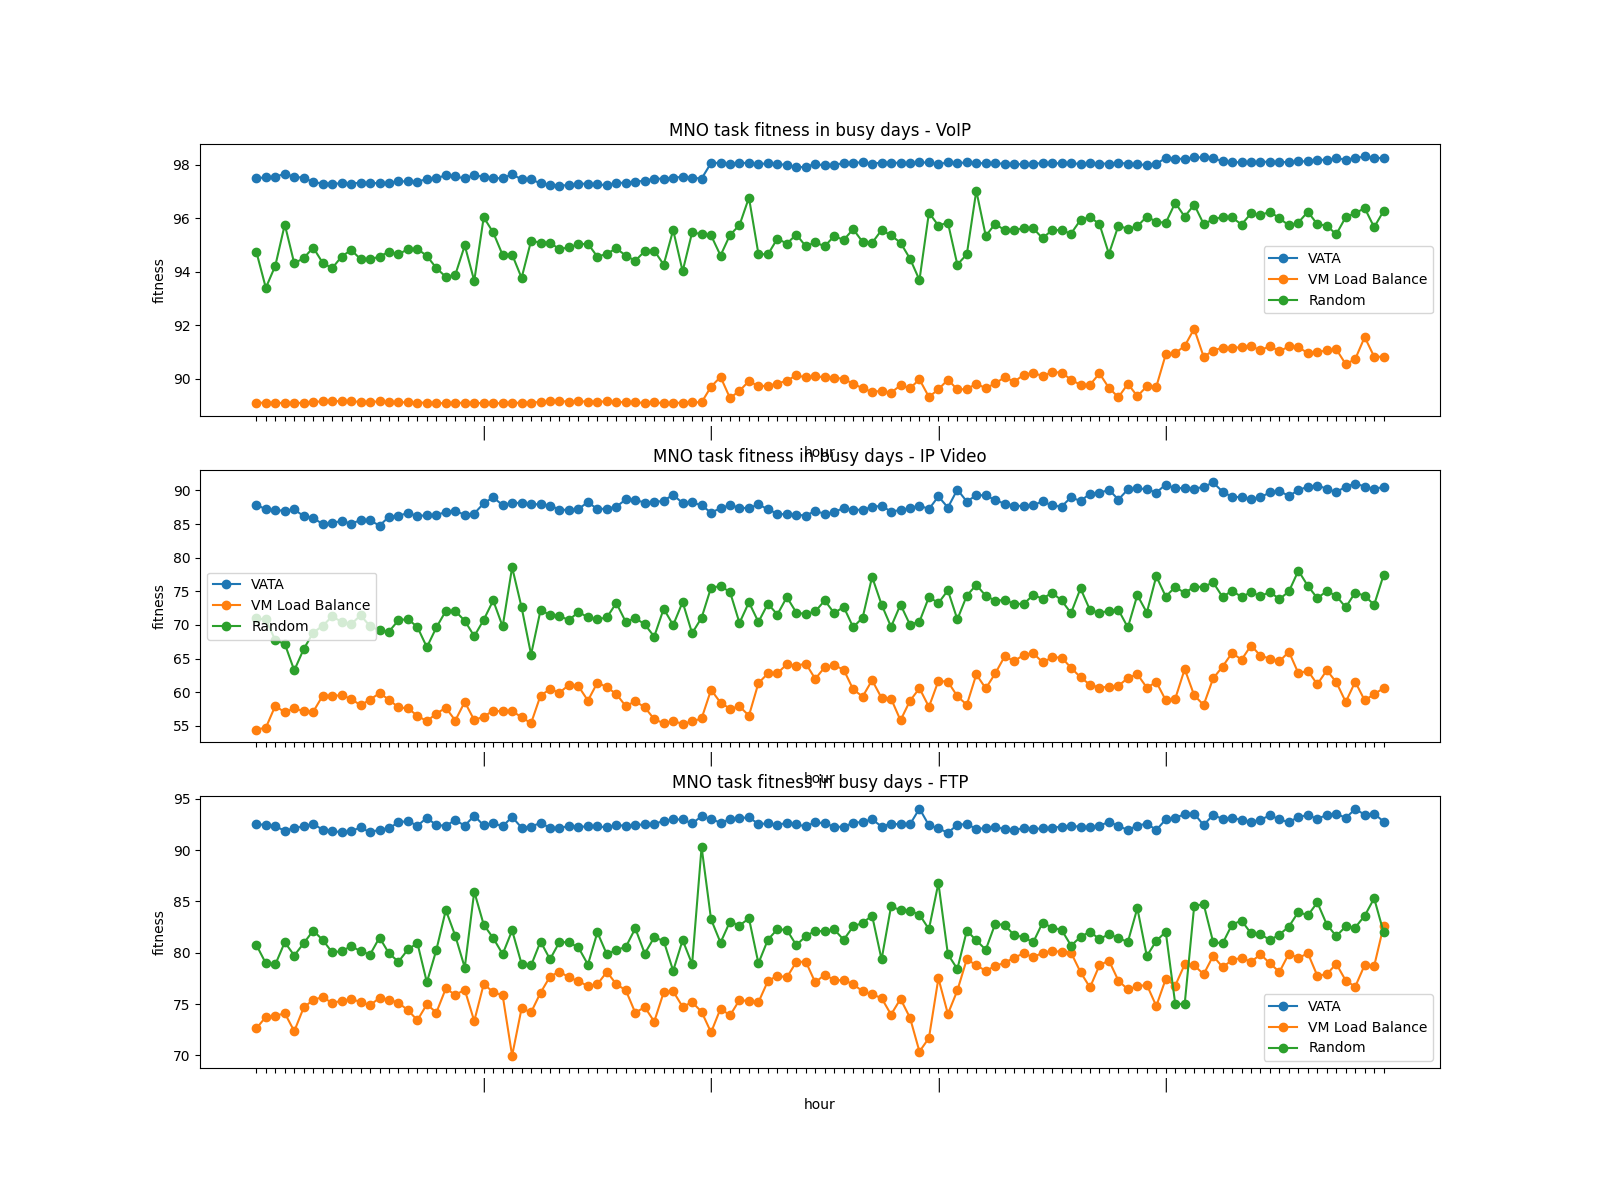 MNO task fitness in busy days - VoIP
98
96
94
92
90
fitness
VATA
VM Load Balance
Random
hour
MNO task fitness in busy days - IP Video
90
85
80
75
70
65
60
55
fitness
VATA
VM Load Balance
Random
hour
MNO task fitness in busy days - FTP
95
90
85
80
75
70
fitness
VATA
VM Load Balance
Random
hour